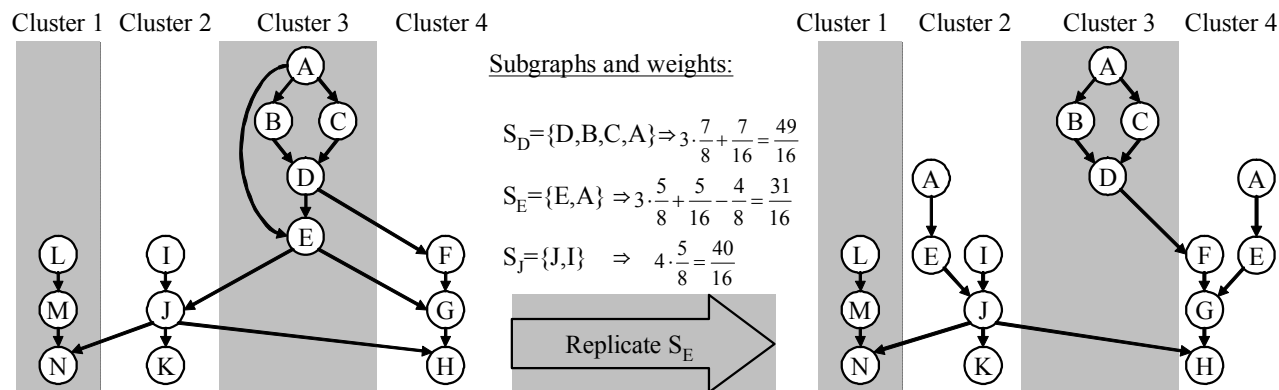 Cluster 1 Cluster 2 Cluster 3 Cluster 4
A
B C
D
E
L I F
M J G
N K H
Subgraphs and weights:
S_D={D,B,C,A}⇒3·7/8+7/16=49/16
S_E={E,A} ⇒3·5/8+5/16−4/8=31/16
S_J={J,I} ⇒ 4·5/8=40/16
Replicate S_E
Cluster 1 Cluster 2 Cluster 3 Cluster 4
A
B C
A D A
L E I F E
M J G
N K H